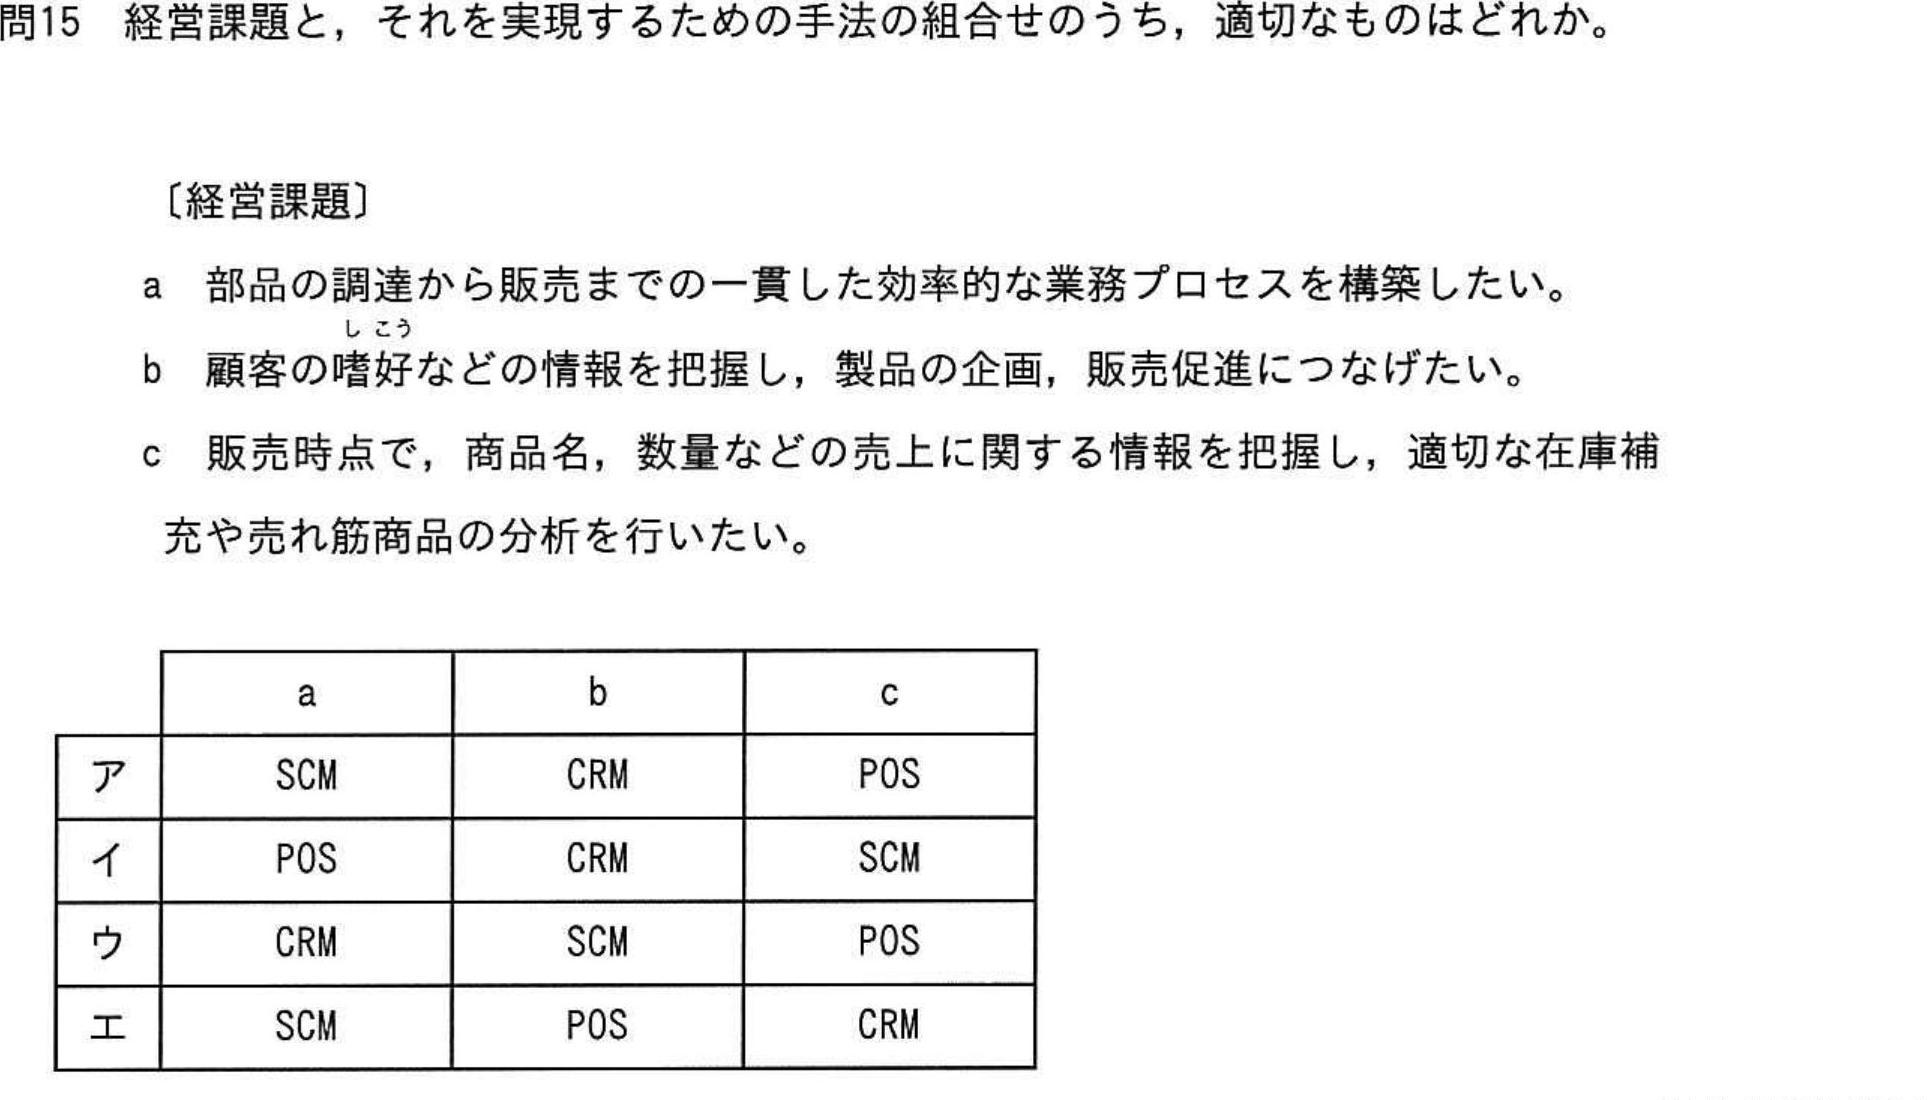 問15　経営課題と，それを実現するための手法の組合せのうち，適切なものはどれか。
〔経営課題〕
a　部品の調達から販売までの一貫した効率的な業務プロセスを構築したい。
しこう
b　顧客の嗜好などの情報を把握し，製品の企画，販売促進につなげたい。
c　販売時点で，商品名，数量などの売上に関する情報を把握し，適切な在庫補
充や売れ筋商品の分析を行いたい。
a b c
ア SCM CRM POS
イ POS CRM SCM
ウ CRM SCM POS
エ SCM POS CRM